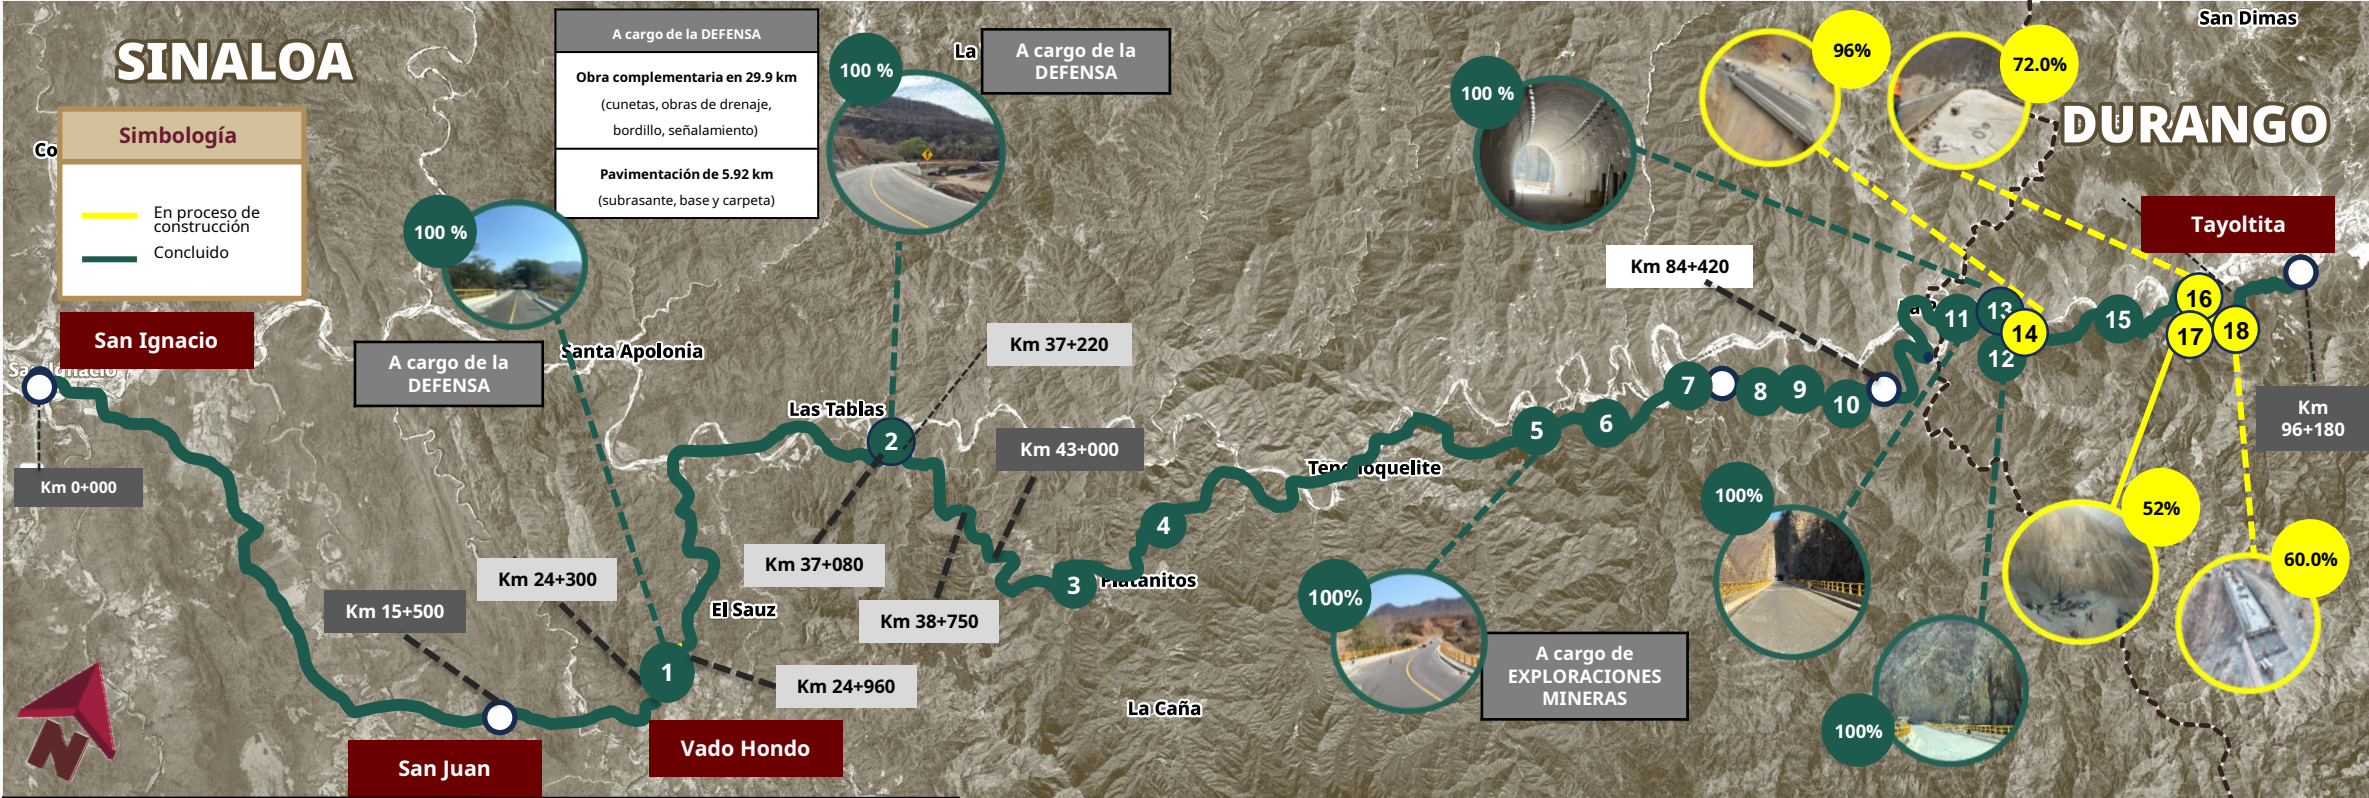 SINALOA
Simbología
En proceso de
construcción
Concluido
Co
San Ignacio
San Ignacio
Km 0+000
N
A cargo de la DEFENSA
Obra complementaria en 29.9 km
(cunetas, obras de drenaje,
bordillo, señalamiento)
Pavimentación de 5.92 km
(subrasante, base y carpeta)
100 %
A cargo de la
DEFENSA
Santa Apolonia
100 %
La
A cargo de la
DEFENSA
Km 37+220
Las Tablas
2
Km 43+000
Km 37+080
Km 38+750
Km 24+300
Km 15+500
El Sauz
1
Km 24+960
Vado Hondo
San Juan
3
Platanitos
4
La Caña
Tenchoquelite
5
6
7
8
9
10
100%
A cargo de
EXPLORACIONES
MINERAS
100 %
96%
72.0%
San Dimas
DURANGO
Tayoltita
Km 84+420
11
12
13
14
15
16
17
18
Km
96+180
100%
100%
52%
60.0%